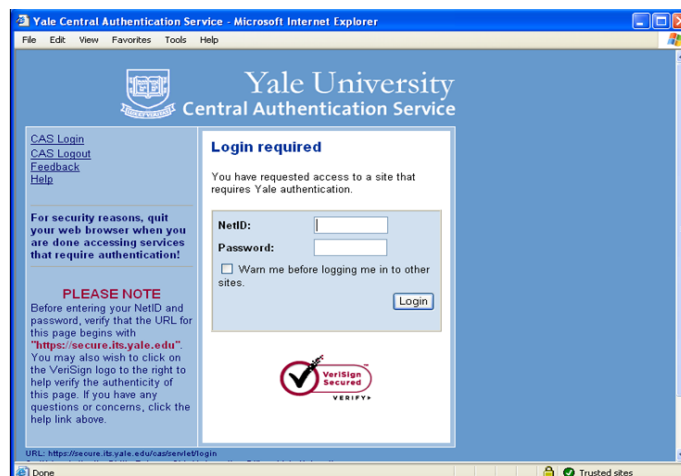 Yale Central Authentication Service - Microsoft Internet Explorer
File Edit View Favorites Tools Help
Yale University
Central Authentication Service
CAS Login
CAS Logout
Feedback
Help
For security reasons, quit
your web browser when you
are done accessing services
that require authentication!
PLEASE NOTE
Before entering your NetID and
password, verify that the URL for
this page begins with
"https://secure.its.yale.edu".
You may also wish to click on
the VeriSign logo to the right to
help verify the authenticity of
this page. If you have any
questions or concerns, click the
help link above.
Login required
You have requested access to a site that
requires Yale authentication.
NetID:
Password:
Warn me before logging me in to other
sites.
Login
VeriSign
Secured
VERIFY
URL: https://secure.its.yale.edu/cas/servlet/login
Done
Trusted sites